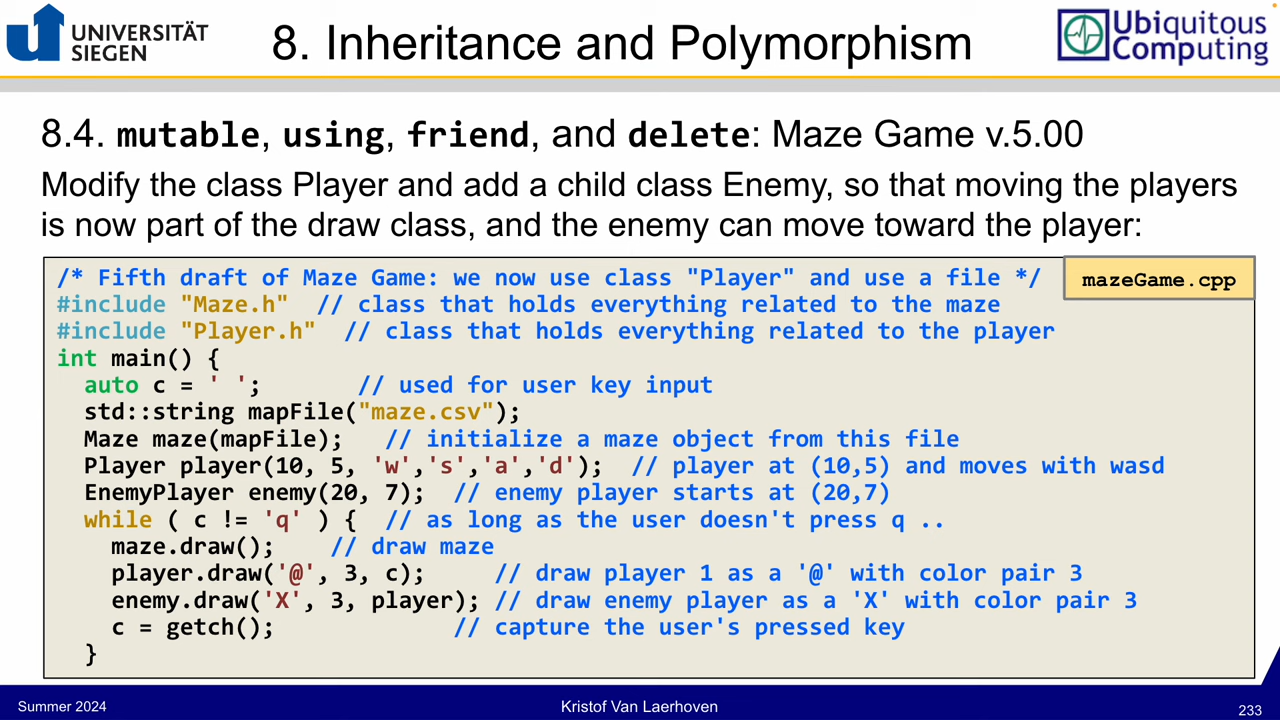 UNIVERSITÄT
SIEGEN
8. Inheritance and Polymorphism
Ubiquitous
Computing
8.4. mutable, using, friend, and delete: Maze Game v.5.00
Modify the class Player and add a child class Enemy, so that moving the players
is now part of the draw class, and the enemy can move toward the player:
mazeGame.cpp
/* Fifth draft of Maze Game: we now use class "Player" and use a file */
#include "Maze.h"  // class that holds everything related to the maze
#include "Player.h"  // class that holds everything related to the player
int main() {
  auto c = ' ';       // used for user key input
  std::string mapFile("maze.csv");
  Maze maze(mapFile);   // initialize a maze object from this file
  Player player(10, 5, 'w','s','a','d');  // player at (10,5) and moves with wasd
  EnemyPlayer enemy(20, 7);  // enemy player starts at (20,7)
  while ( c != 'q' ) {  // as long as the user doesn't press q ..
    maze.draw();    // draw maze
    player.draw('@', 3, c);     // draw player 1 as a '@' with color pair 3
    enemy.draw('X', 3, player); // draw enemy player as a 'X' with color pair 3
    c = getch();             // capture the user's pressed key
  }
Summer 2024
Kristof Van Laerhoven
233